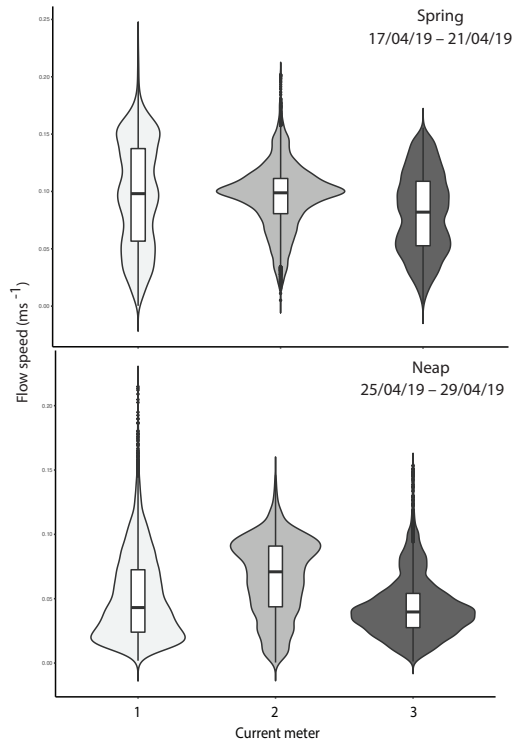 Spring
17/04/19 – 21/04/19
0.25
0.20
0.15
0.10
0.05
0.00
Flow speed (ms -1)
Neap
25/04/19 – 29/04/19
0.20
0.15
0.10
0.05
0.00
1 2 3
Current meter